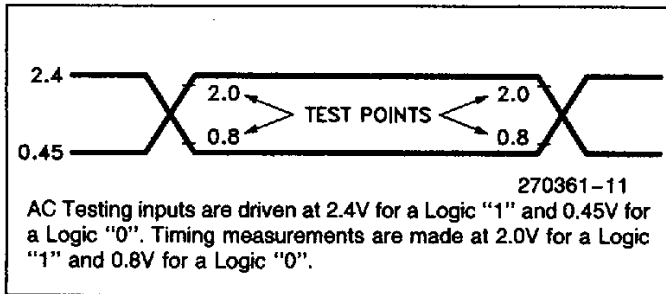 2.4
2.0
2.0
TEST POINTS
0.8
0.8
0.45
270361-11
AC Testing inputs are driven at 2.4V for a Logic "1" and 0.45V for
a Logic "0". Timing measurements are made at 2.0V for a Logic
"1" and 0.8V for a Logic "0".